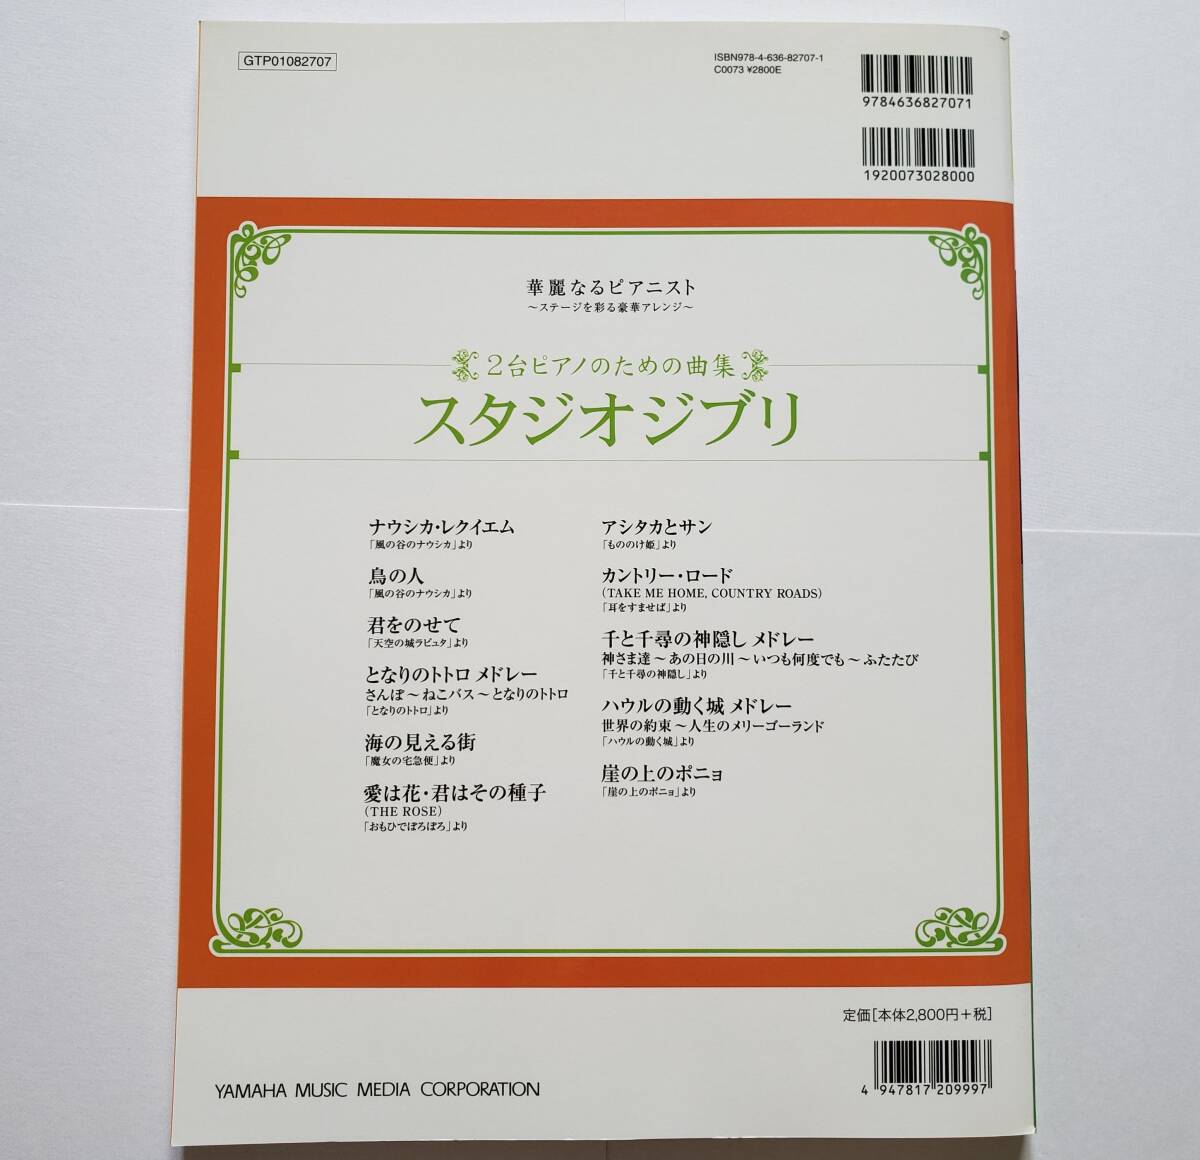 GTP01082707
ISBN978-4-636-82707-1
C0073 ¥2800E
9784636827071
1920073028000
華麗なるピアニスト
〜ステージを彩る豪華アレンジ〜
2台ピアノのための曲集
スタジオジブリ
ナウシカ・レクイエム
「風の谷のナウシカ」より
鳥の人
「風の谷のナウシカ」より
君をのせて
「天空の城ラピュタ」より
となりのトトロ メドレー
さんぽ〜ねこバス〜となりのトトロ
「となりのトトロ」より
海の見える街
「魔女の宅急便」より
愛は花・君はその種子
(THE ROSE)
「おもひでぽろぽろ」より
アシタカとサン
「もののけ姫」より
カントリー・ロード
(TAKE ME HOME, COUNTRY ROADS)
「耳をすませば」より
千と千尋の神隠し メドレー
神さま達〜あの日の川〜いつも何度でも〜ふたたび
「千と千尋の神隠し」より
ハウルの動く城 メドレー
世界の約束〜人生のメリーゴーランド
「ハウルの動く城」より
崖の上のポニョ
「崖の上のポニョ」より
定価[本体2,800円+税]
4 947817 209997
YAMAHA MUSIC MEDIA CORPORATION